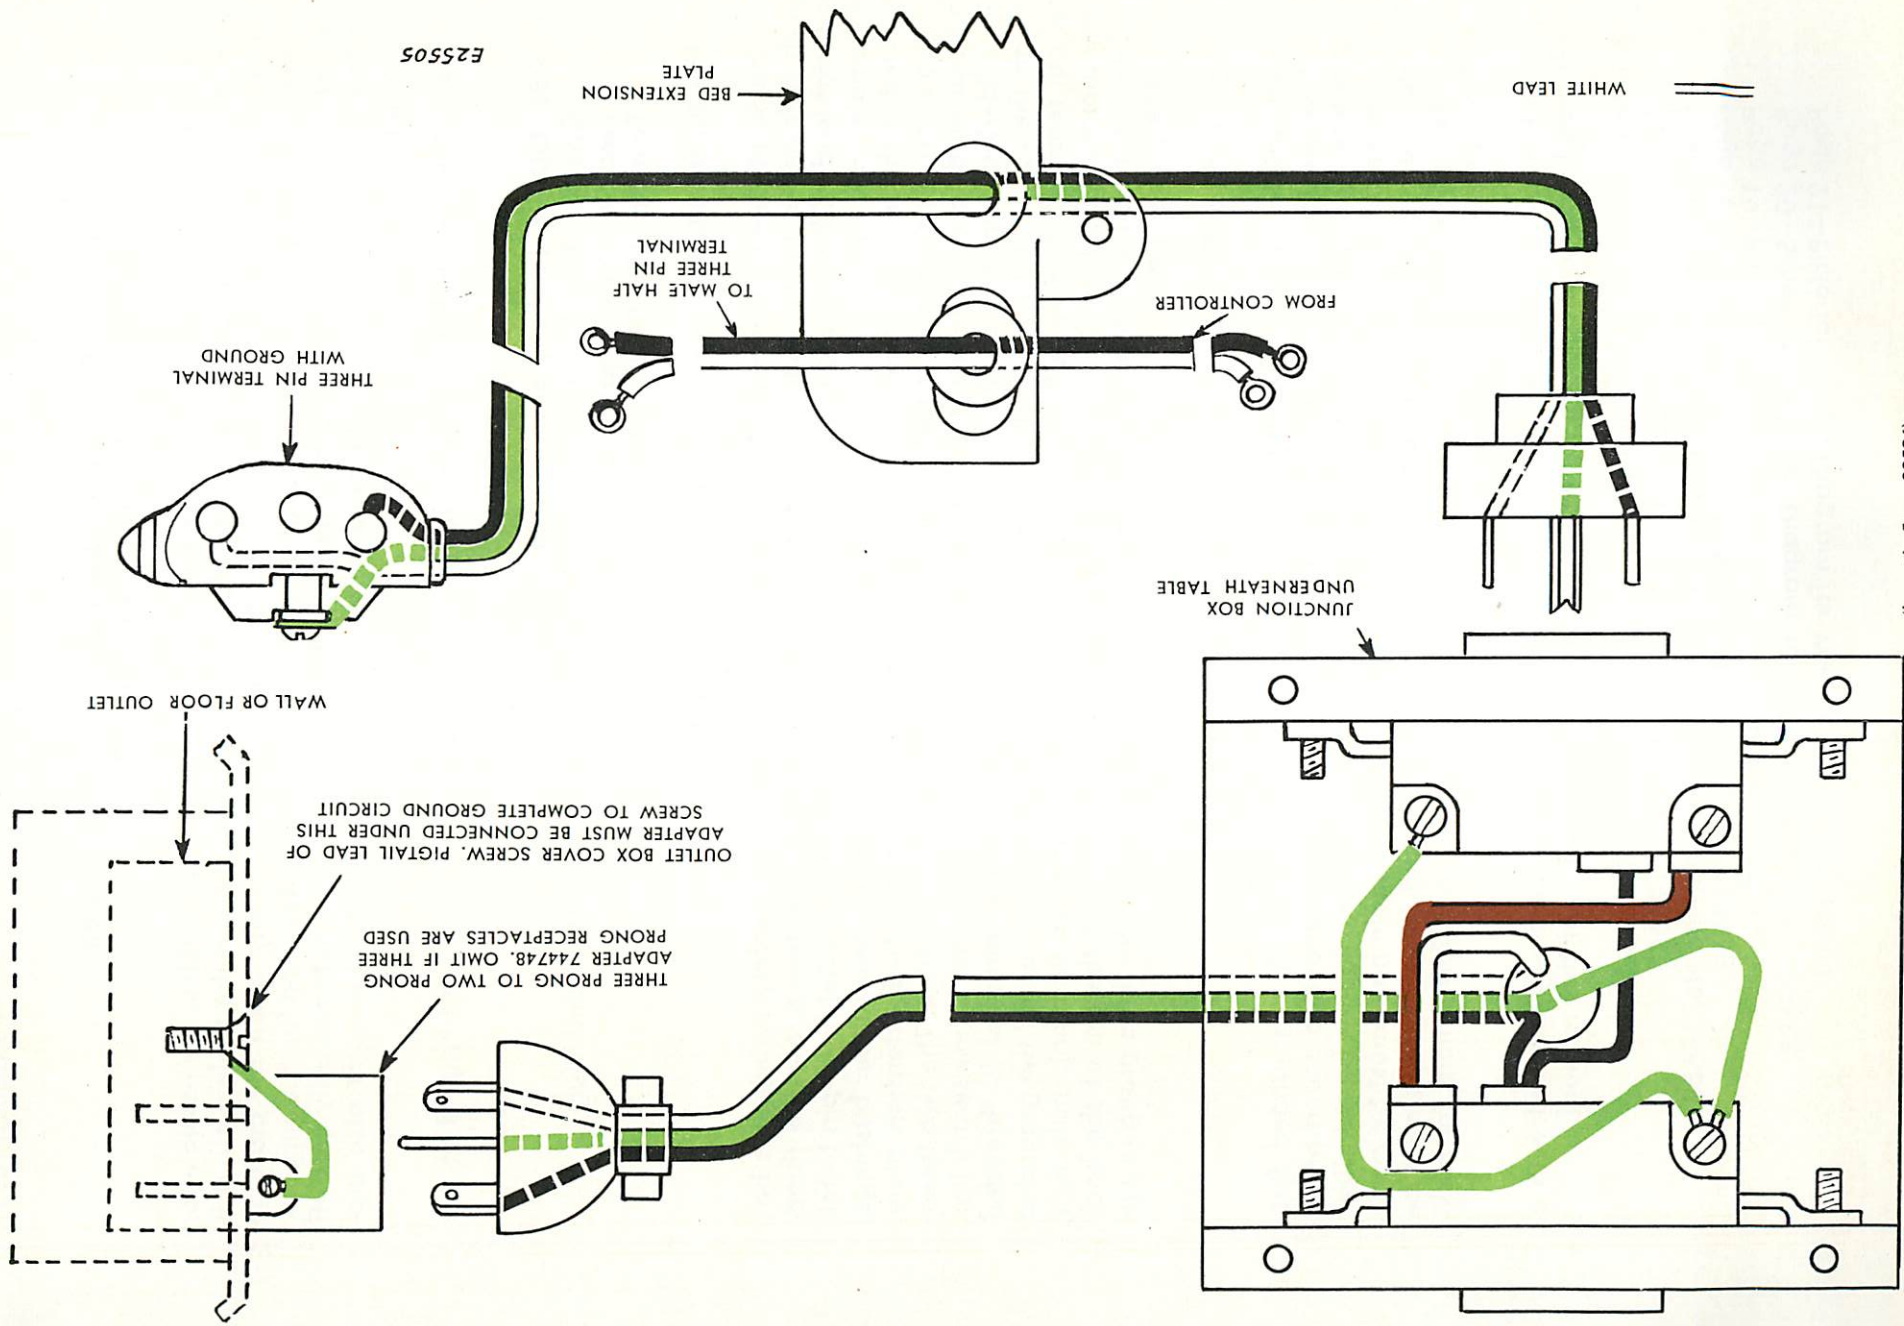 THREE PRONG TO TWO PRONG
ADAPTER 744748. OMIT IF THREE
PRONG RECEPTACLES ARE USED
OUTLET BOX COVER SCREW. PIGTAIL LEAD OF
ADAPTER MUST BE CONNECTED UNDER THIS
SCREW TO COMPLETE GROUND CIRCUIT
WALL OR FLOOR OUTLET
JUNCTION BOX
UNDERNEATH TABLE
THREE PIN TERMINAL
WITH GROUND
FROM CONTROLLER
TO MALE HALF
THREE PIN
TERMINAL
WHITE LEAD
BED EXTENSION
PLATE
E25505